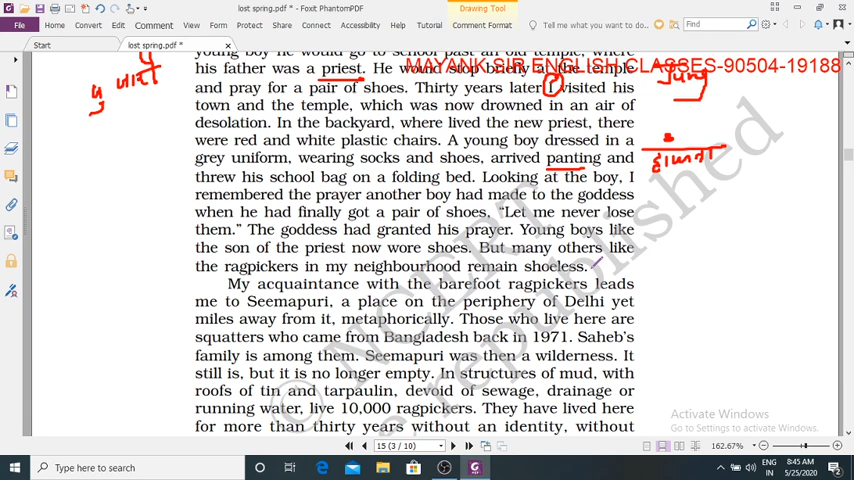 lost spring.pdf * - Foxit PhantomPDF
Drawing Tool
File Home Edit Comment View Form Protect Share Connect Accessibility Help Tutorial Comment Format Tell me what you want to do... Find
Start lost spring.pdf *
young boy he would go to school past an old temple, where
his father was a priest. He would stop briefly at the temple
MAYANK SIR ENGLISH CLASSES-90504-19188
and pray for a pair of shoes. Thirty years later I visited his
town and the temple, which was now drowned in an air of
desolation. In the backyard, where lived the new priest, there
were red and white plastic chairs. A young boy dressed in a
grey uniform, wearing socks and shoes, arrived panting and
threw his school bag on a folding bed. Looking at the boy, I
remembered the prayer another boy had made to the goddess
when he had finally got a pair of shoes, “Let me never lose
them.” The goddess had granted his prayer. Young boys like
the son of the priest now wore shoes. But many others like
the ragpickers in my neighbourhood remain shoeless.
My acquaintance with the barefoot ragpickers leads
me to Seemapuri, a place on the periphery of Delhi yet
miles away from it, metaphorically. Those who live here are
squatters who came from Bangladesh back in 1971. Saheb’s
family is among them. Seemapuri was then a wilderness. It
still is, but it is no longer empty. In structures of mud, with
roofs of tin and tarpaulin, devoid of sewage, drainage or
running water, live 10,000 ragpickers. They have lived here
for more than thirty years without an identity, without
© NCERT
republished
Activate Windows
Go to Settings to activate Windows.
15 (3 / 10) 162.67%
Type here to search
ENG 8:45 AM
IN 5/25/2020
2